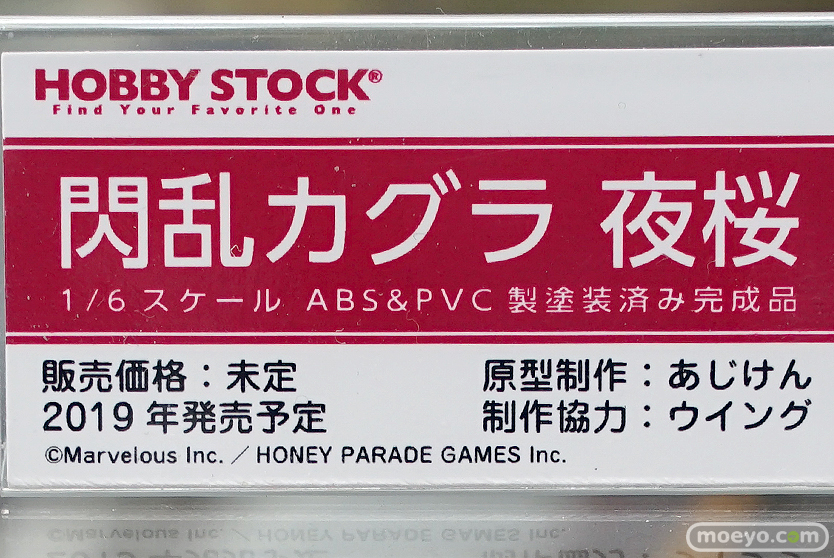 HOBBY STOCK®
Find Your Favorite One
閃乱カグラ 夜桜
1/6 スケール ABS&PVC 製塗装済み完成品
販売価格：未定
2019 年発売予定
原型制作：あじけん
制作協力：ウイング
©Marvelous Inc.／HONEY PARADE GAMES Inc.
moeyo.com